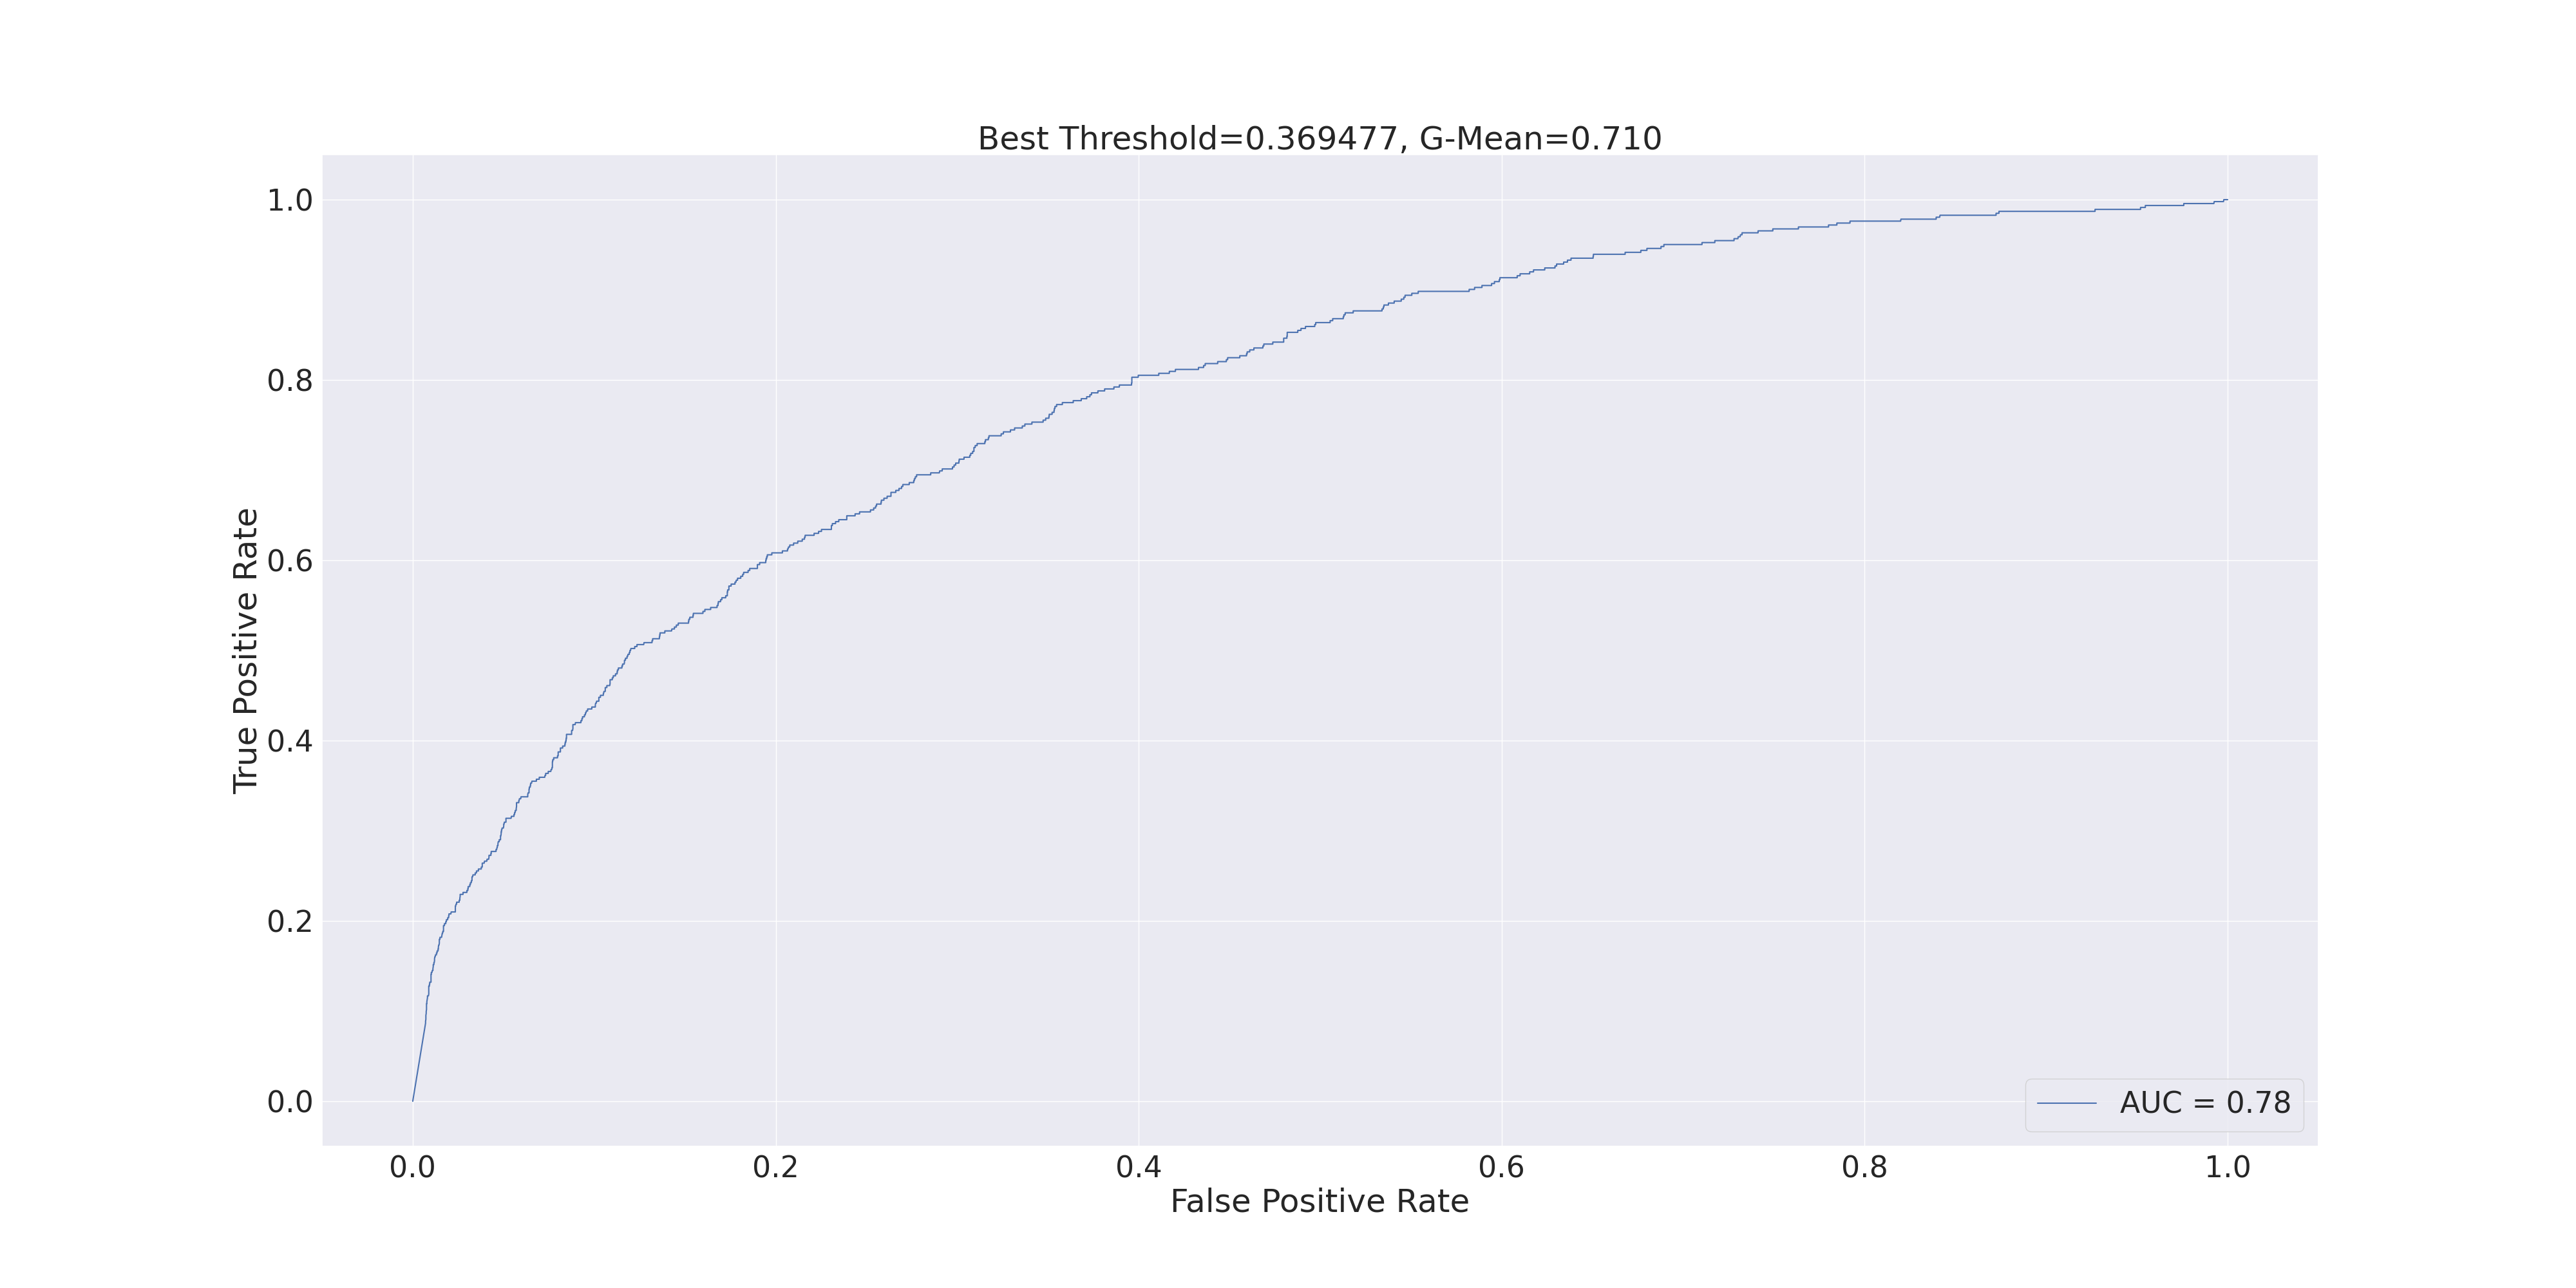 Best Threshold=0.369477, G-Mean=0.710
1.0
0.8
0.6
0.4
0.2
0.0
True Positive Rate
0.0 0.2 0.4 0.6 0.8 1.0
False Positive Rate
AUC = 0.78